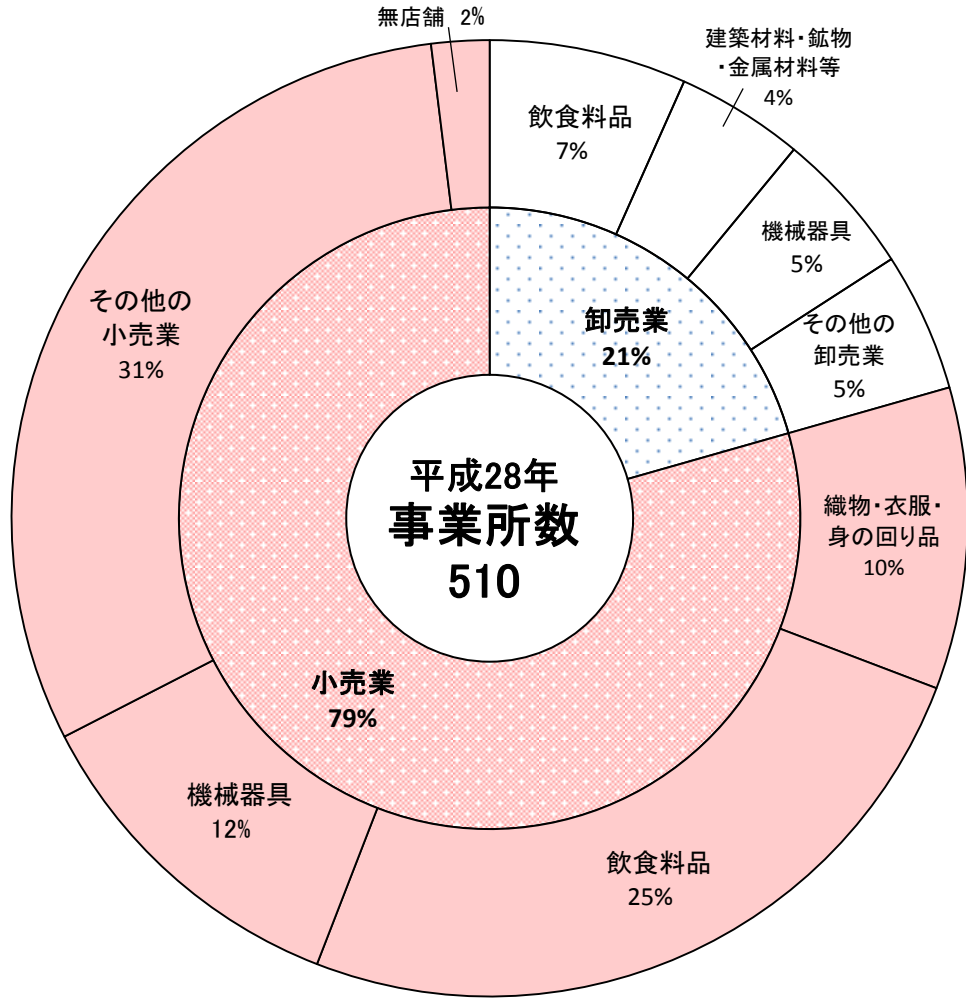 無店舗 2%
建築材料・鉱物
・金属材料等
4%
飲食料品
7%
機械器具
5%
その他の
卸売業
5%
卸売業
21%
その他の
小売業
31%
平成28年
事業所数
510
織物・衣服・
身の回り品
10%
小売業
79%
機械器具
12%
飲食料品
25%